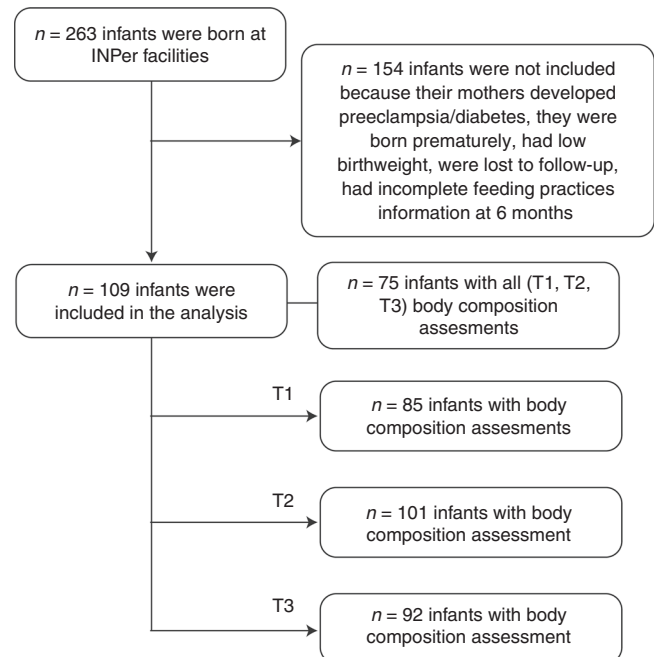 n = 263 infants were born at
INPer facilities
n = 154 infants were not included
because their mothers developed
preeclampsia/diabetes, they were
born prematurely, had low
birthweight, were lost to follow-up,
had incomplete feeding practices
information at 6 months
n = 109 infants were
included in the analysis
n = 75 infants with all (T1, T2,
T3) body composition
assesments
T1
n = 85 infants with body
composition assesments
T2
n = 101 infants with body
composition assessment
T3
n = 92 infants with body
composition assessment